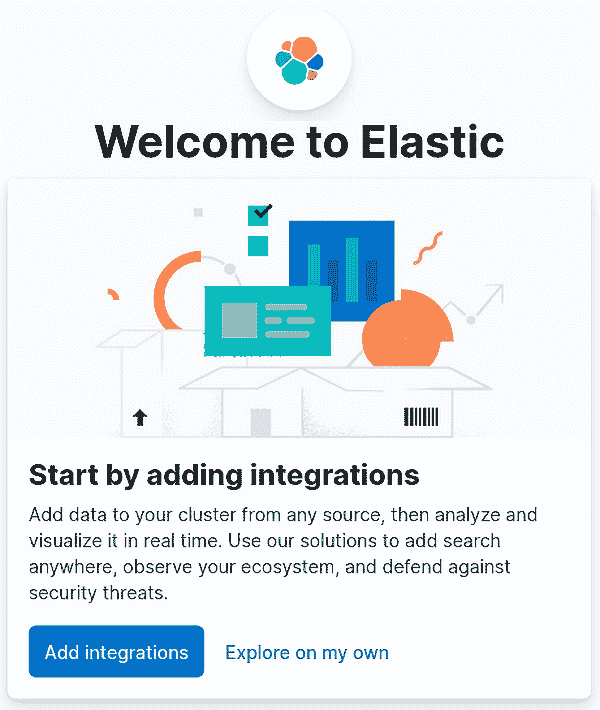 Welcome to Elastic
Start by adding integrations
Add data to your cluster from any source, then analyze and
visualize it in real time. Use our solutions to add search
anywhere, observe your ecosystem, and defend against
security threats.
Add integrations
Explore on my own